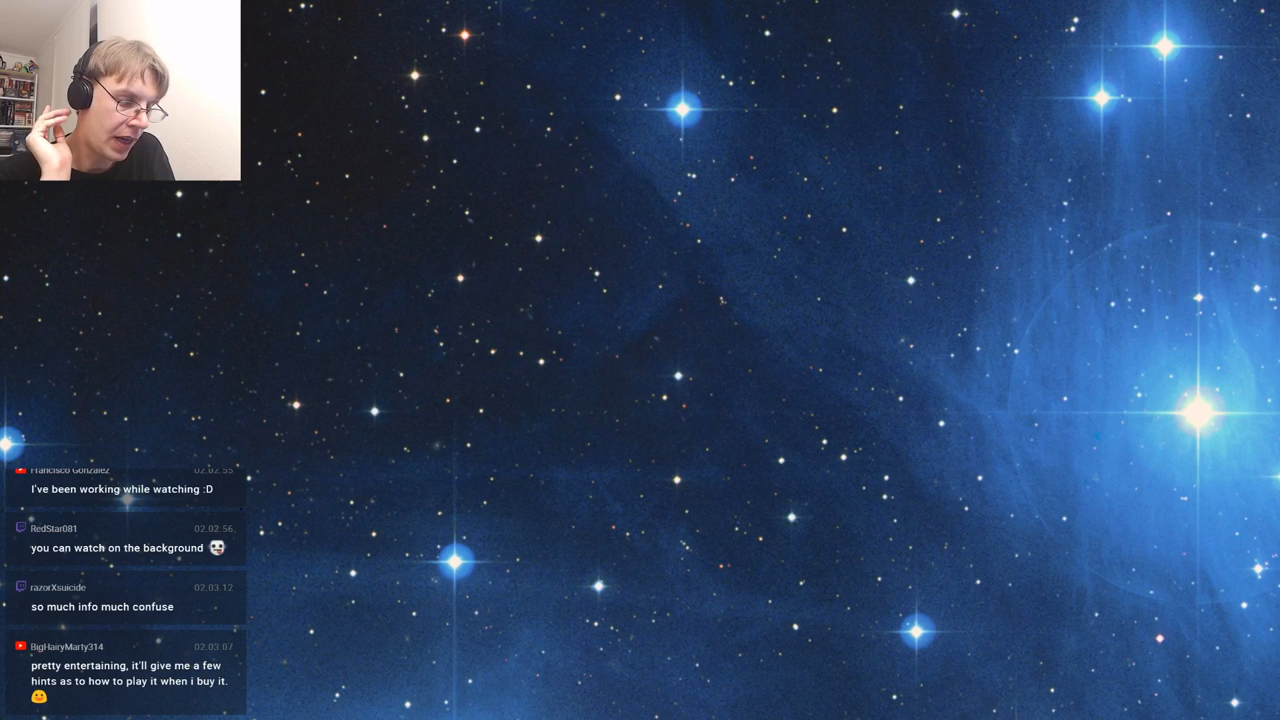 Francisco Gonzalez 02.02.55
I've been working while watching :D
RedStar081 02.02.56
you can watch on the background
razorXsuicide 02.03.12
so much info much confuse
BigHairyMarty314 02.03.07
pretty entertaining, it'll give me a few
hints as to how to play it when i buy it.